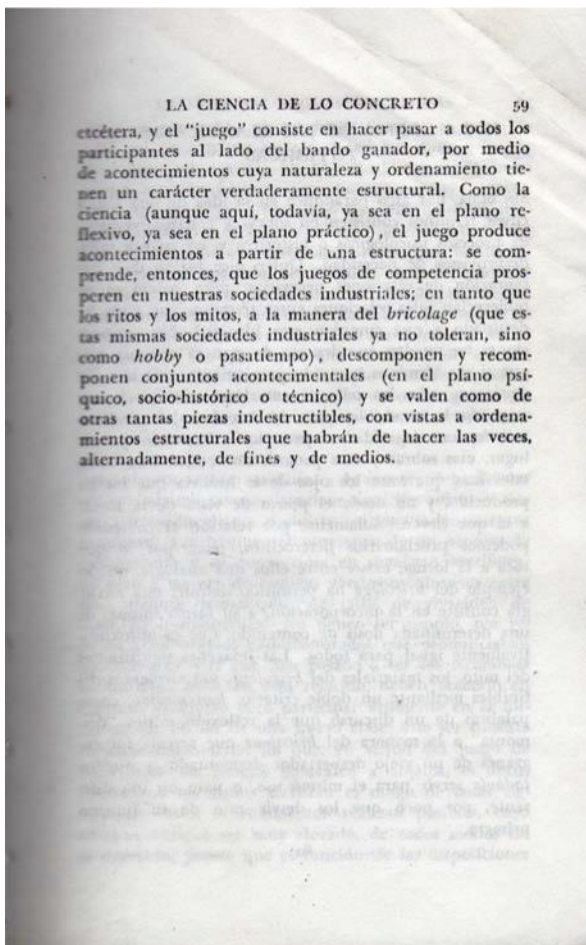 LA CIENCIA DE LO CONCRETO 59
etcétera, y el "juego" consiste en hacer pasar a todos los
participantes al lado del bando ganador, por medio
de acontecimientos cuya naturaleza y ordenamiento tie-
nen un carácter verdaderamente estructural. Como la
ciencia (aunque aquí, todavía, ya sea en el plano re-
flexivo, ya sea en el plano práctico), el juego produce
acontecimientos a partir de una estructura: se com-
prende, entonces, que los juegos de competencia pros-
peren en nuestras sociedades industriales; en tanto que
los ritos y los mitos, a la manera del bricolage (que es-
tas mismas sociedades industriales ya no toleran, sino
como hobby o pasatiempo), descomponen y recom-
ponen conjuntos acontecimentales (en el plano psí-
quico, socio-histórico o técnico) y se valen como de
otras tantas piezas indestructibles, con vistas a ordena-
mientos estructurales que habrán de hacer las veces,
alternadamente, de fines y de medios.